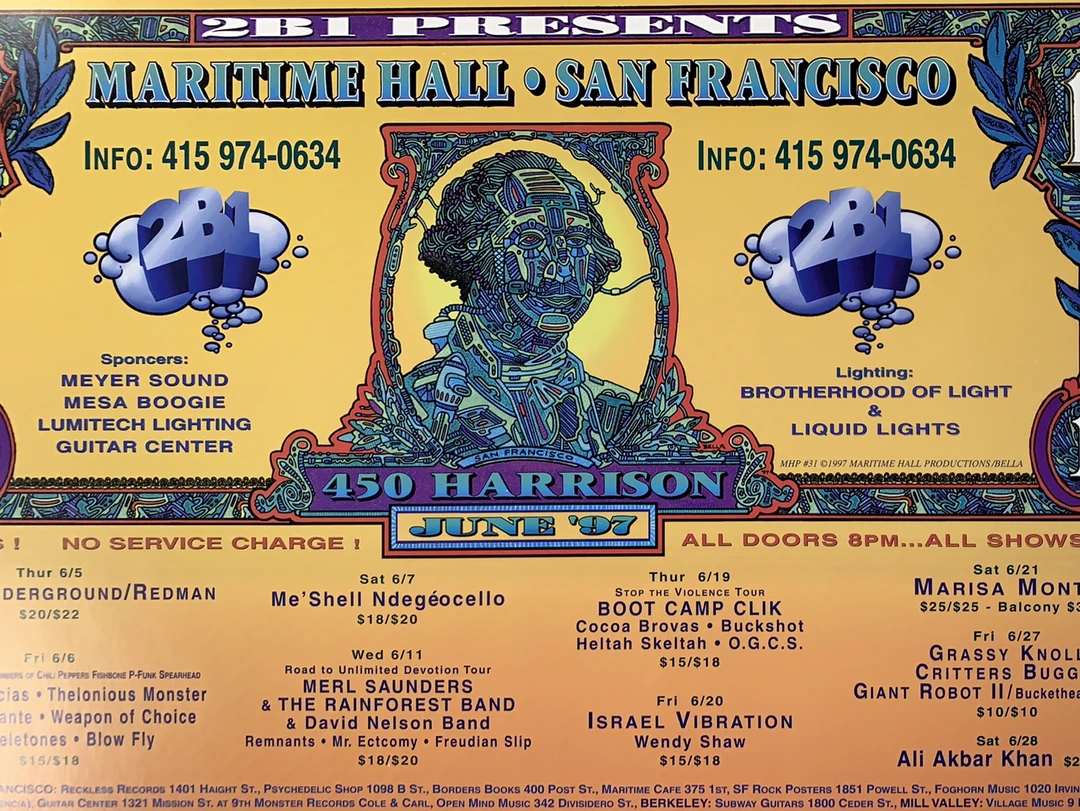 2B1 PRESENTS
MARITIME HALL • SAN FRANCISCO
INFO: 415 974-0634
2B1
Sponcers:
MEYER SOUND
MESA BOOGIE
LUMITECH LIGHTING
GUITAR CENTER
INFO: 415 974-0634
2B1
Lighting:
BROTHERHOOD OF LIGHT
&
LIQUID LIGHTS
BELLA
MHP #31 ©1997 MARITIME HALL PRODUCTIONS/BELLA
SAN FRANCISCO
450 HARRISON
JUNE '97
S ! NO SERVICE CHARGE !
ALL DOORS 8PM...ALL SHOWS
Thur 6/5
DERGROUND/REDMAN
$20/$22
Fri 6/6
MBERS OF CHILI PEPPERS FISHBONE P-FUNK SPEARHEAD
cias • Thelonious Monster
ante • Weapon of Choice
eletones • Blow Fly
$15/$18
Sat 6/7
Me'Shell Ndegéocello
$18/$20
Wed 6/11
Road to Unlimited Devotion Tour
MERL SAUNDERS
& THE RAINFOREST BAND
& David Nelson Band
Remnants • Mr. Ectcomy • Freudian Slip
$18/$20
Thur 6/19
STOP THE VIOLENCE TOUR
BOOT CAMP CLIK
Cocoa Brovas • Buckshot
Heltah Skeltah • O.G.C.S.
$15/$18
Fri 6/20
ISRAEL VIBRATION
Wendy Shaw
$15/$18
Sat 6/21
MARISA MONT
$25/$25 - Balcony $3
Fri 6/27
GRASSY KNOLL
CRITTERS BUGG
GIANT ROBOT II/Buckethea
$10/$10
Sat 6/28
Ali Akbar Khan $2
ANCISCO: RECKLESS RECORDS 1401 HAIGHT ST., PSYCHEDELIC SHOP 1098 B ST., BORDERS BOOKS 400 POST ST., MARITIME CAFE 375 1ST, SF ROCK POSTERS 1851 POWELL ST., FOGHORN MUSIC 1020 IRVIN
ENCIA), GUITAR CENTER 1321 MISSION ST. AT 9TH MONSTER RECORDS COLE & CARL, OPEN MIND MUSIC 342 DIVISIDERO ST., BERKELEY: SUBWAY GUITARS 1800 CEDER ST., MILL VALLEY: VILLAGE MUSIC